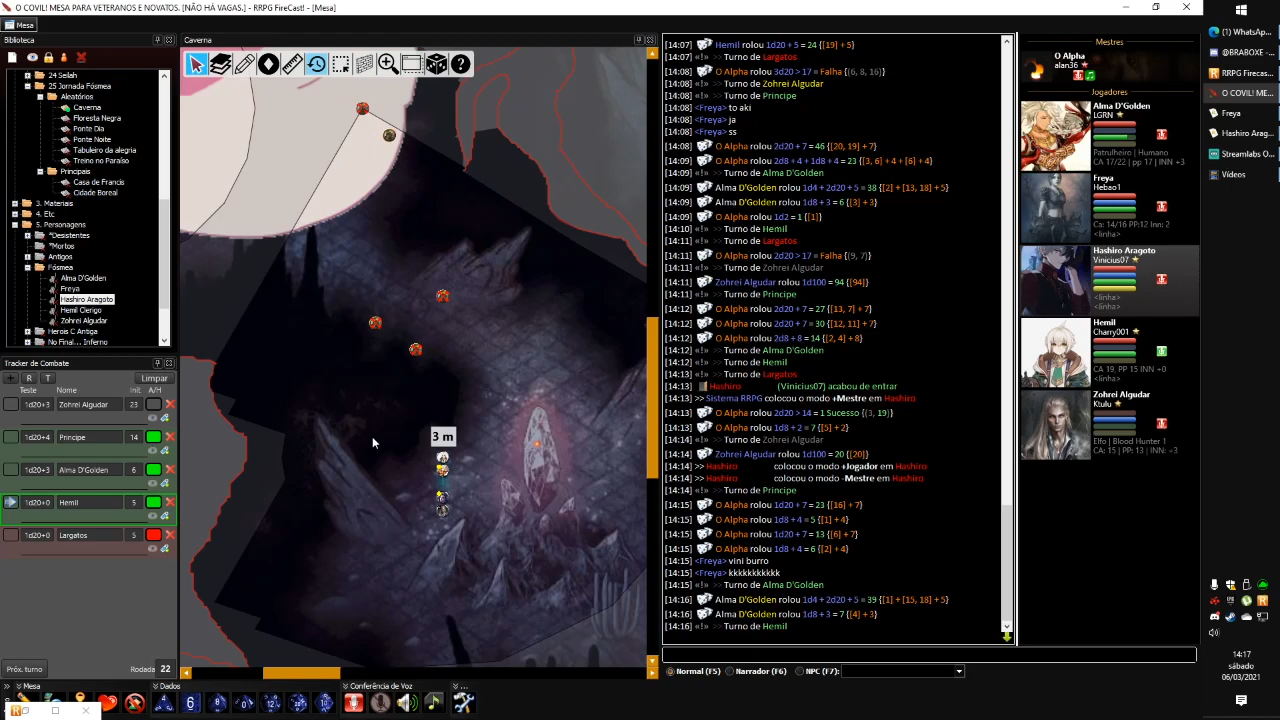 O COVIL! MESA PARA VETERANOS E NOVATOS. [NÃO HÁ VAGAS.] - RRPG FireCast! - [Mesa]
Mesa
Biblioteca
24 Seilah
25 Jornada Fósmea
Aleatórios
Caverna
Floresta Negra
Ponte Dia
Ponte Noite
Tabuleiro da alegria
Treino no Paraíso
Principais
Casa de Francis
Cidade Boreal
3. Materiais
4. Etc
5. Personagens
*Desistentes
*Mortos
Antigos
Fósmea
Alma D'Golden
Freya
Hashiro Aragoto
Hemil Clerigo
Zohrei Algudar
Herois C Antiga
No Final... Inferno
Tracker de Combate
R T Limpar
Teste Nome Init. A/H
1d20+3 Zohrei Algudar 23
1d20+4 Principe 14
1d20+3 Alma D'Golden 6
1d20+0 Hemil 5
1d20+0 Largatos 5
Próx. turno Rodada 22
Caverna
3 m
[14:07] Hemil rolou 1d20 + 5 = 24 {[19] + 5}
[14:07] «!» >> Turno de Largatos
[14:08] O Alpha rolou 3d20 > 17 = Falha {(6, 8, 16)}
[14:08] «!» >> Turno de Zohrei Algudar
[14:08] «!» >> Turno de Principe
[14:08] <Freya> to aki
[14:08] <Freya> ja
[14:08] <Freya> ss
[14:08] O Alpha rolou 2d20 + 7 = 46 {[20, 19] + 7}
[14:09] O Alpha rolou 2d8 + 4 + 1d8 + 4 = 23 {[3, 6] + 4 + [6] + 4}
[14:09] «!» >> Turno de Alma D'Golden
[14:09] Alma D'Golden rolou 1d4 + 2d20 + 5 = 38 {[2] + [13, 18] + 5}
[14:09] Alma D'Golden rolou 1d8 + 3 = 6 {[3] + 3}
[14:09] O Alpha rolou 1d2 = 1 {[1]}
[14:10] «!» >> Turno de Hemil
[14:11] «!» >> Turno de Largatos
[14:11] O Alpha rolou 2d20 > 17 = Falha {(9, 7)}
[14:11] «!» >> Turno de Zohrei Algudar
[14:11] Zohrei Algudar rolou 1d100 = 94 {[94]}
[14:11] «!» >> Turno de Principe
[14:12] O Alpha rolou 2d20 + 7 = 27 {[13, 7] + 7}
[14:12] O Alpha rolou 2d20 + 7 = 30 {[12, 11] + 7}
[14:12] O Alpha rolou 2d8 + 8 = 14 {[2, 4] + 8}
[14:12] «!» >> Turno de Alma D'Golden
[14:12] «!» >> Turno de Hemil
[14:13] «!» >> Turno de Largatos
[14:13] Hashiro (Vinicius07) acabou de entrar
[14:13] >> Sistema RRPG colocou o modo +Mestre em Hashiro
[14:13] O Alpha rolou 2d20 > 14 = 1 Sucesso {(3, 19)}
[14:13] O Alpha rolou 1d8 + 2 = 7 {[5] + 2}
[14:14] «!» >> Turno de Zohrei Algudar
[14:14] Zohrei Algudar rolou 1d100 = 20 {[20]}
[14:14] >> Hashiro colocou o modo +Jogador em Hashiro
[14:14] >> Hashiro colocou o modo -Mestre em Hashiro
[14:14] «!» >> Turno de Principe
[14:15] O Alpha rolou 1d20 + 7 = 23 {[16] + 7}
[14:15] O Alpha rolou 1d8 + 4 = 5 {[1] + 4}
[14:15] O Alpha rolou 1d20 + 7 = 13 {[6] + 7}
[14:15] O Alpha rolou 1d8 + 4 = 6 {[2] + 4}
[14:15] <Freya> vini burro
[14:15] <Freya> kkkkkkkkkkk
[14:15] «!» >> Turno de Alma D'Golden
[14:16] Alma D'Golden rolou 1d4 + 2d20 + 5 = 39 {[1] + [15, 18] + 5}
[14:16] Alma D'Golden rolou 1d8 + 3 = 7 {[4] + 3}
[14:16] «!» >> Turno de Hemil
Normal (F5) Narrador (F6) NPC (F7):
Mestres
O Alpha
alan36
Jogadores
Alma D'Golden
LGRN
Patrulheiro | Humano
CA 17/22 | pp 17 | INN +3
Freya
Hebao1
Ca: 14/16 PP:12 Inn: 2
<linha>
Hashiro Aragoto
Vinicius07
<linha>
<linha>
Hemil
Charry001
CA 19, PP 15 INN +0
<linha>
Zohrei Algudar
Ktulu
Elfo | Blood Hunter 1
CA: 15 | PP: 13 | INN: +3
Mesa
Dados
Conferência de Voz
...
(1) WhatsAp...
@BRABOXE -...
RRPG Firecas...
O COVIL! ME...
Freya
Hashiro Arag...
Streamlabs O...
Vídeos
14:17
sábado
06/03/2021